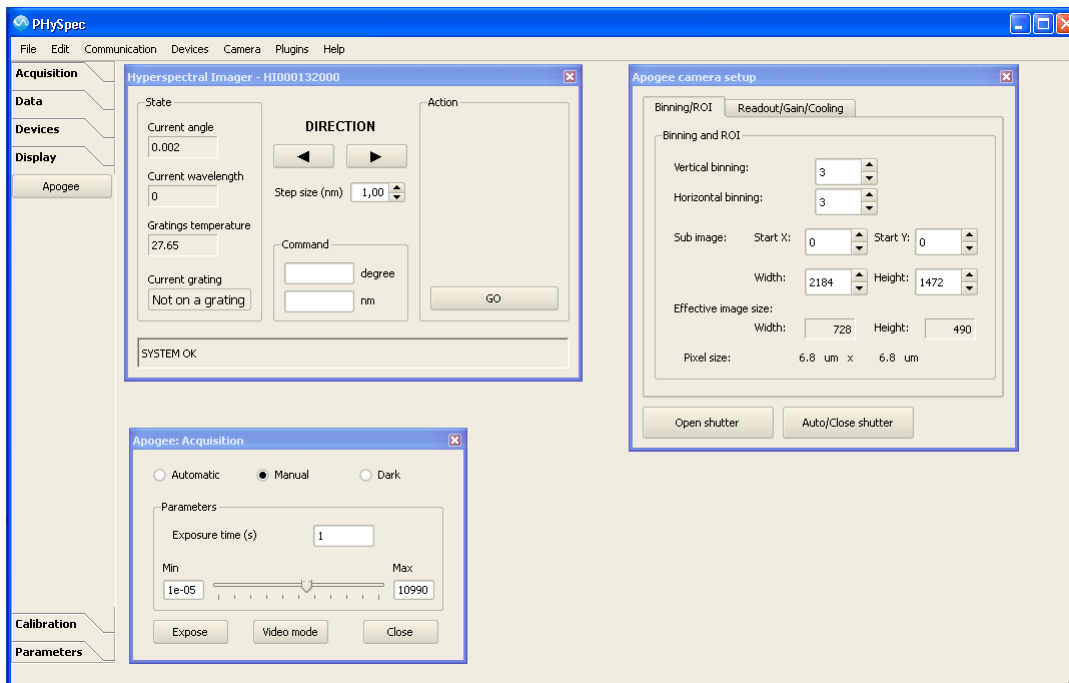 PHySpec
File Edit Communication Devices Camera Plugins Help
Acquisition
Data
Devices
Display
Apogee
Calibration
Parameters
Hyperspectral Imager - HI000132000
State
Current angle
0.002
Current wavelength
0
Gratings temperature
27.65
Current grating
Not on a grating
DIRECTION
Step size (nm) 1,00
Command
degree
nm
Action
GO
SYSTEM OK
Apogee camera setup
Binning/ROI Readout/Gain/Cooling
Binning and ROI
Vertical binning: 3
Horizontal binning: 3
Sub image: Start X: 0 Start Y: 0
Width: 2184 Height: 1472
Effective image size:
Width: 728 Height: 490
Pixel size: 6.8 um x 6.8 um
Open shutter Auto/Close shutter
Apogee: Acquisition
Automatic Manual Dark
Parameters
Exposure time (s) 1
Min Max
1e-05 10990
Expose Video mode Close